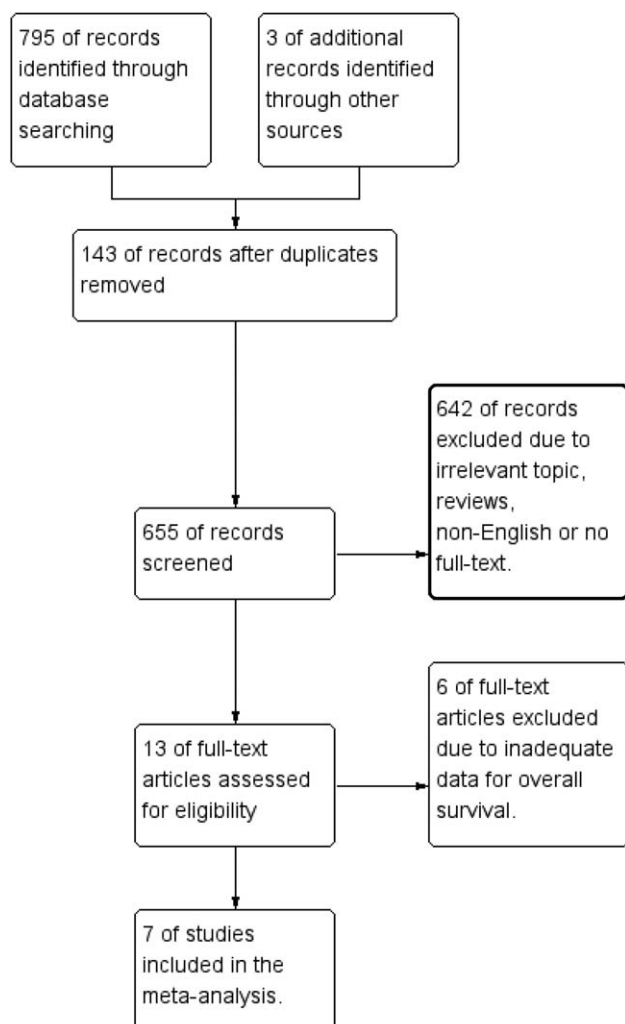 795 of records
identified through
database
searching
3 of additional
records identified
through other
sources
143 of records after duplicates
removed
642 of records
excluded due to
irrelevant topic,
reviews,
non-English or no
full-text.
655 of records
screened
6 of full-text
articles excluded
due to inadequate
data for overall
survival.
13 of full-text
articles assessed
for eligibility
7 of studies
included in the
meta-analysis.